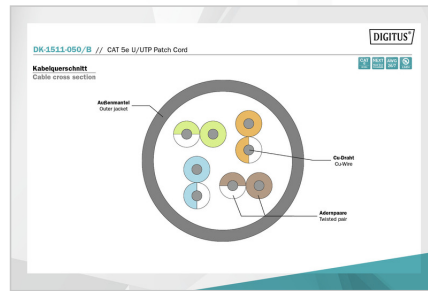 DIGITUS®
DK-1511-050/B // CAT 5e U/UTP Patch Cord
Kabelquerschnitt
Cable cross section
Außenmantel
Outer jacket
Cu-Draht
Cu-Wire
Adernpaare
Twisted pair